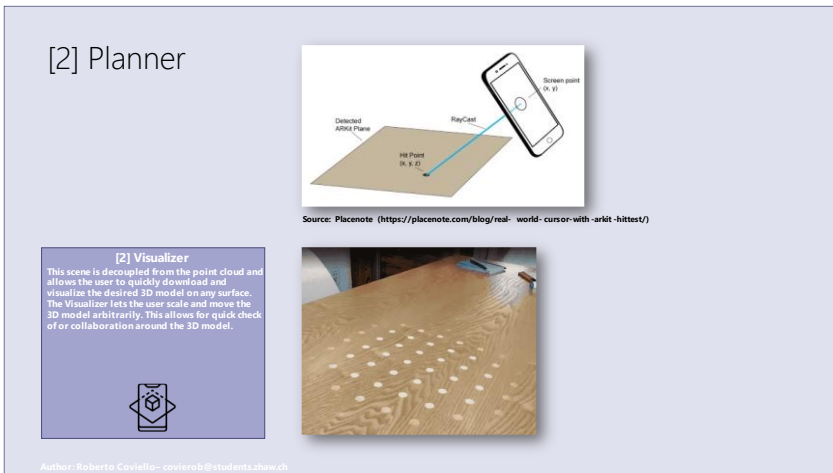 [2] Planner
Screen point
(x, y)
RayCast
Detected
ARKit Plane
Hit Point
(x, y, z)
Source: Placenote (https://placenote.com/blog/real- world- cursor-with -arkit -hittest/)
[2] Visualizer
This scene is decoupled from the point cloud and
allows the user to quickly download and
visualize the desired 3D model on any surface.
The Visualizer lets the user scale and move the
3D model arbitrarily. This allows for quick check
of or collaboration around the 3D model.
Author: Roberto Coviello– covierob@students.zhaw.ch